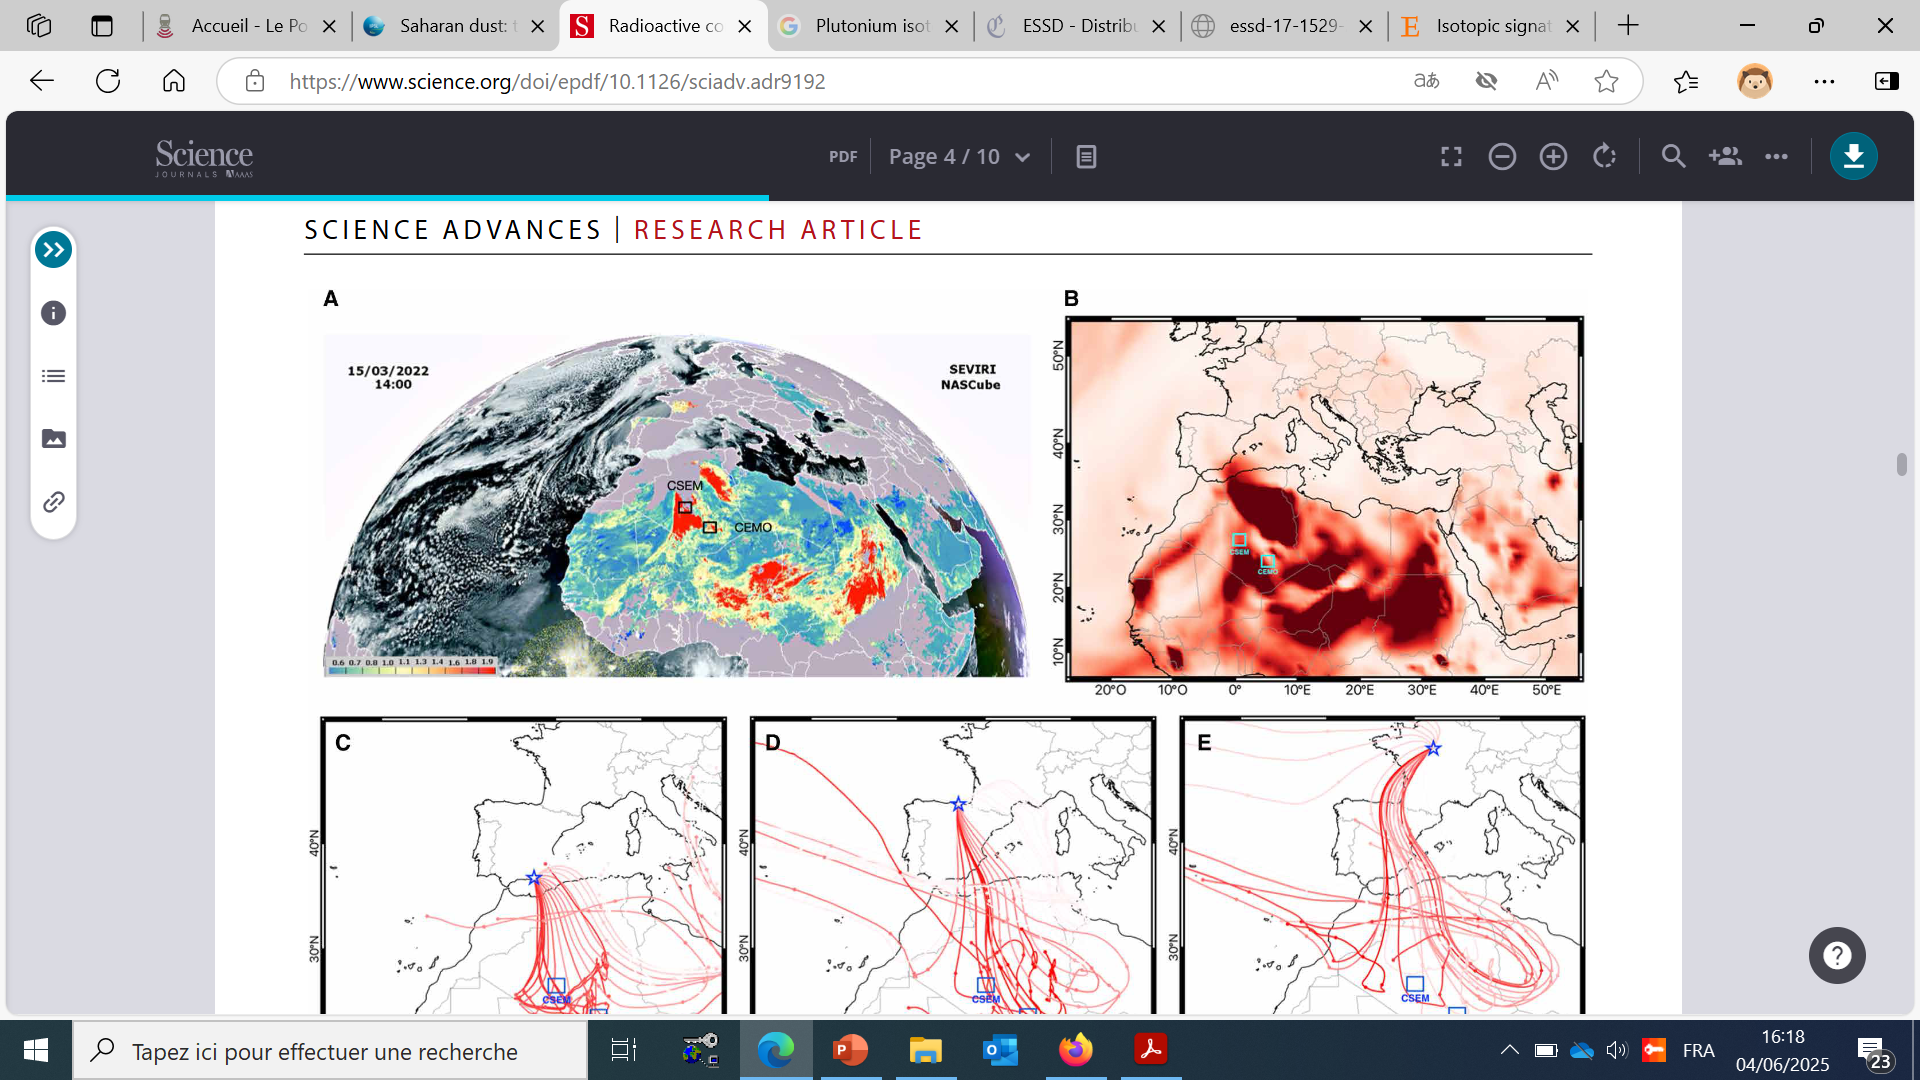 Accueil - Le Po
Saharan dust: t
Radioactive co
Plutonium isot
ESSD - Distribu
essd-17-1529-
Isotopic signat
https://www.science.org/doi/epdf/10.1126/sciadv.adr9192
Science
JOURNALS AAAS
PDF
Page 4 / 10
SCIENCE ADVANCES | RESEARCH ARTICLE
A
15/03/2022
14:00
SEVIRI
NASCube
CSEM
CEMO
0.6 0.7 0.8 1.0 1.1 1.3 1.4 1.6 1.8 1.9
B
50°N
40°N
30°N
20°N
10°N
CSEM
CEMO
20°O 10°O 0° 10°E 20°E 30°E 40°E 50°E
C
40°N
30°N
CSEM
D
40°N
30°N
CSEM
E
40°N
30°N
CSEM
Tapez ici pour effectuer une recherche
FRA
16:18
04/06/2025
23